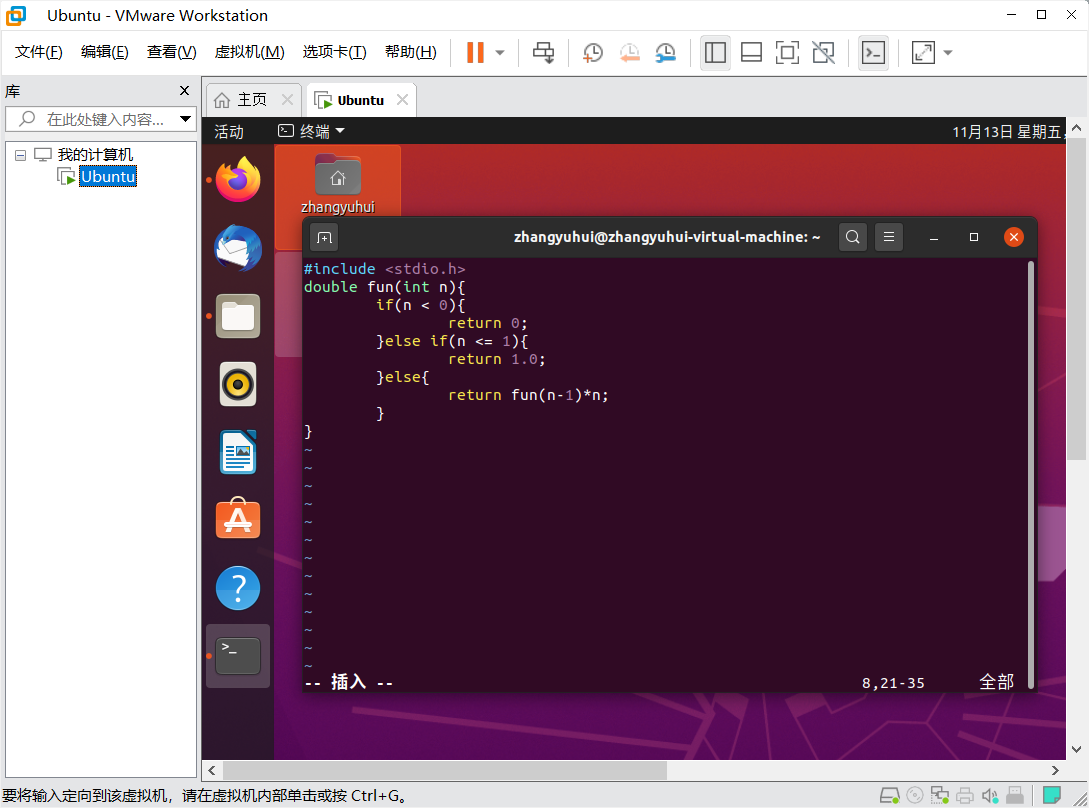 Ubuntu - VMware Workstation
文件(F) 编辑(E) 查看(V) 虚拟机(M) 选项卡(T) 帮助(H)
库
在此处键入内容...
我的计算机
Ubuntu
主页
Ubuntu
活动 终端 11月13日 星期五,
zhangyuhui
zhangyuhui@zhangyuhui-virtual-machine: ~
#include <stdio.h>
double fun(int n){
        if(n < 0){
                return 0;
        }else if(n <= 1){
                return 1.0;
        }else{
                return fun(n-1)*n;
        }
}
~
~
~
~
~
~
~
~
~
~
~
~
~
-- 插入 -- 8,21-35 全部
要将输入定向到该虚拟机，请在虚拟机内部单击或按 Ctrl+G。